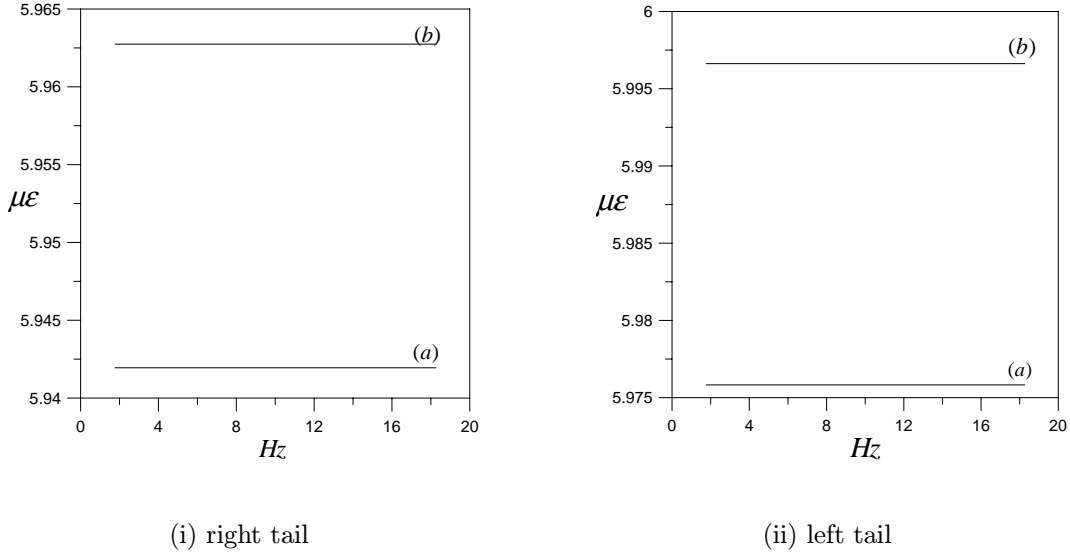 5.965
5.96
5.955
5.95
5.945
5.94
με
(b)
(a)
0 4 8 12 16 20
Hz
(i) right tail
6
5.995
5.99
5.985
5.98
5.975
με
(b)
(a)
0 4 8 12 16 20
Hz
(ii) left tail